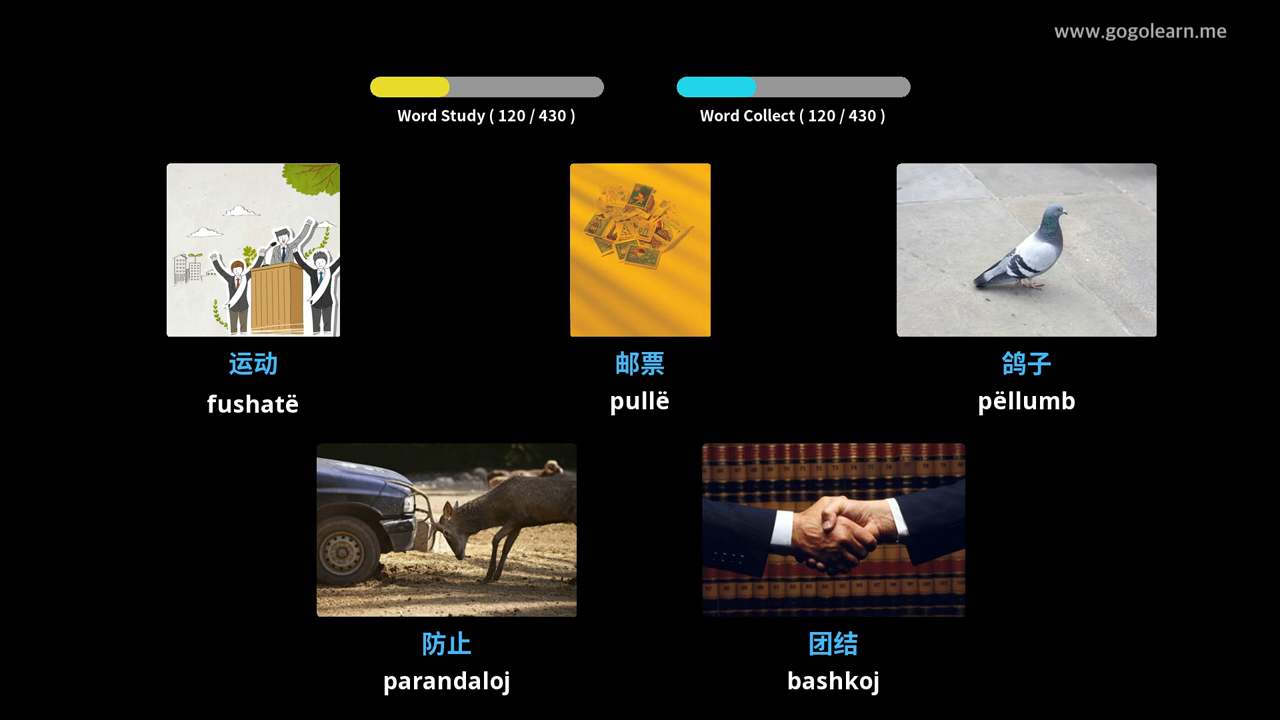 www.gogolearn.me
Word Study ( 120 / 430 )
Word Collect ( 120 / 430 )
运动
fushatë
邮票
pullë
鸽子
pëllumb
防止
parandaloj
团结
bashkoj